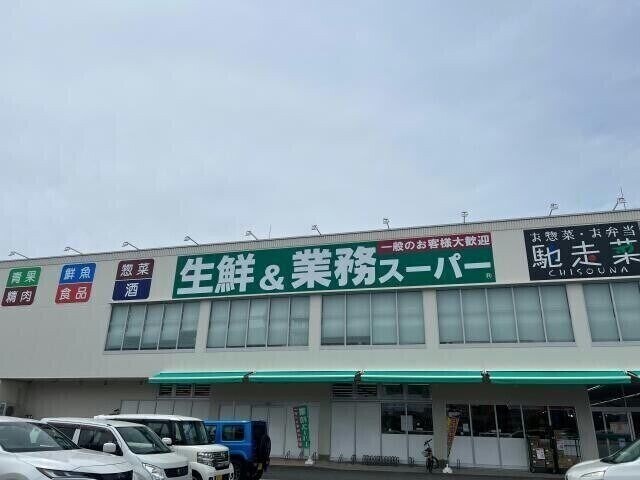 青果
精肉
鮮魚
食品
惣菜
酒
生鮮&業務スーパー®
一般のお客様大歓迎
お惣菜・お弁当
馳走菜
CHISOUNA